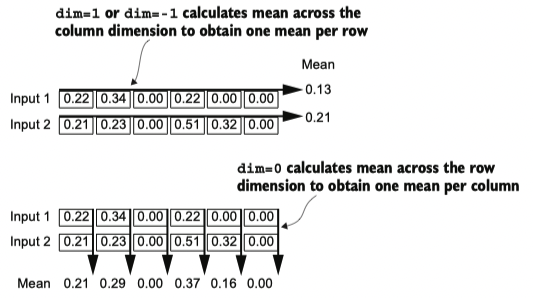 dim=1 or dim=-1 calculates mean across the
column dimension to obtain one mean per row
Mean
Input 1 0.22 0.34 0.00 0.22 0.00 0.00 0.13
Input 2 0.21 0.23 0.00 0.51 0.32 0.00 0.21
dim=0 calculates mean across the row
dimension to obtain one mean per column
Input 1 0.22 0.34 0.00 0.22 0.00 0.00
Input 2 0.21 0.23 0.00 0.51 0.32 0.00
Mean 0.21 0.29 0.00 0.37 0.16 0.00